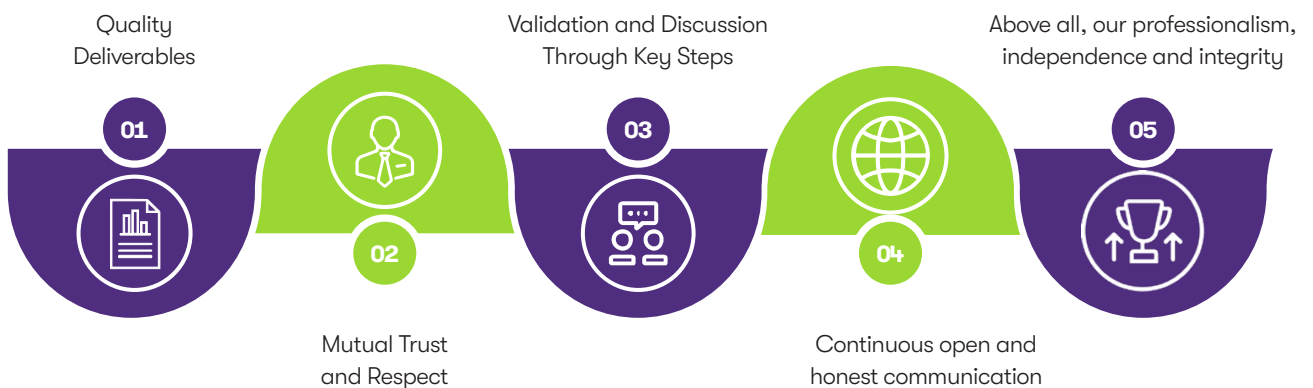 Quality
Deliverables
01
02
Mutual Trust
and Respect
Validation and Discussion
Through Key Steps
03
04
Continuous open and
honest communication
Above all, our professionalism,
independence and integrity
05